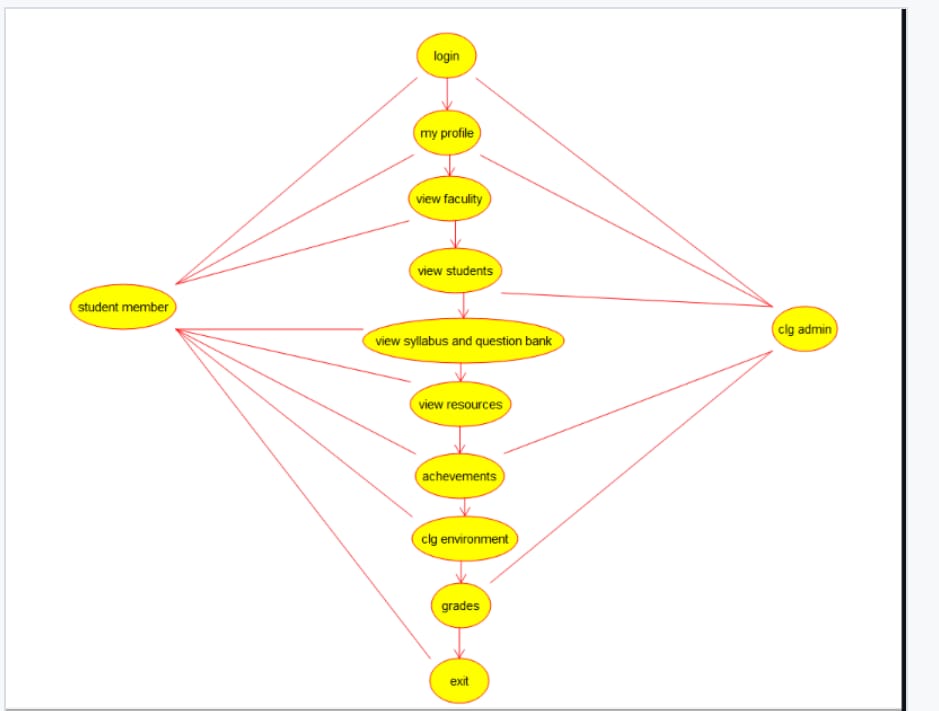 login
my profile
view faculity
view students
student member
clg admin
view syllabus and question bank
view resources
achevements
clg environment
grades
exit